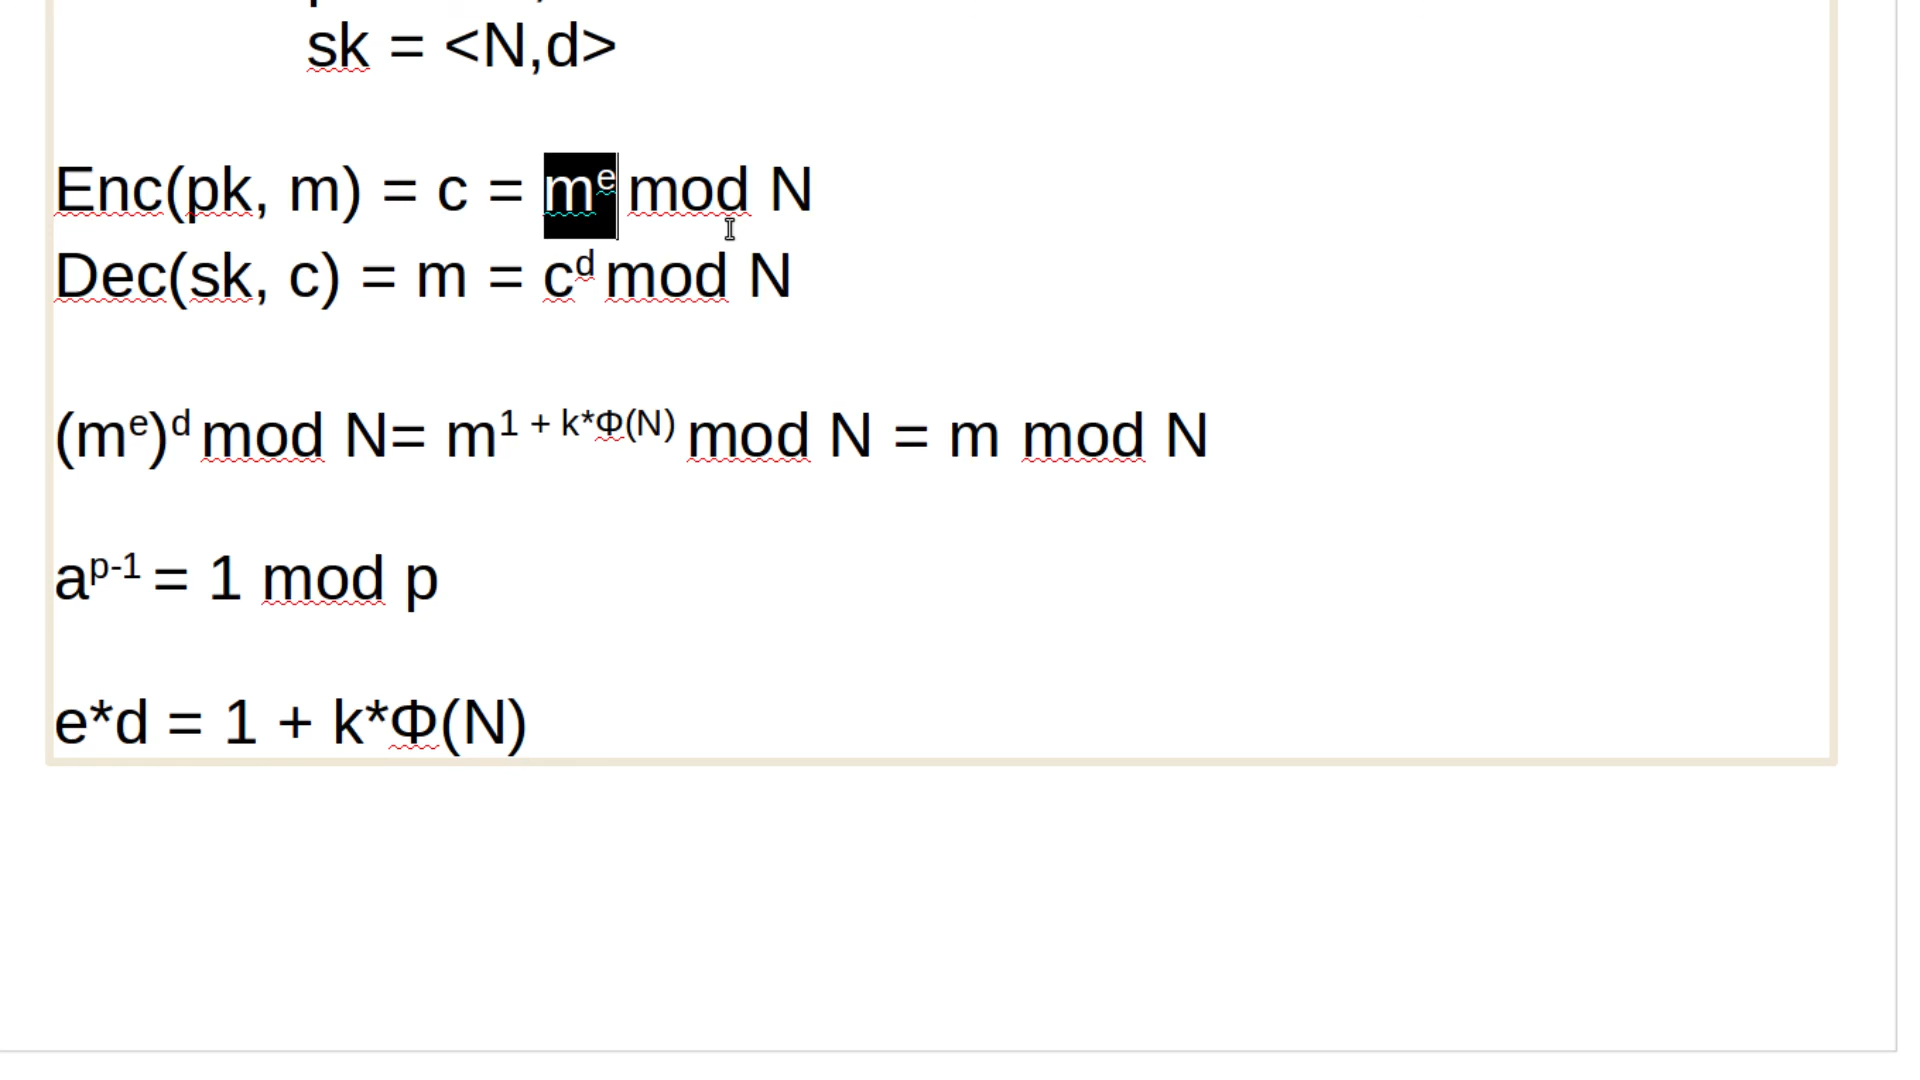 sk = <N,d>
Enc(pk, m) = c = mᵉ mod N
Dec(sk, c) = m = cᵈ mod N
(mᵉ)ᵈ mod N= m¹ ⁺ ᵏ*Φ⁽ᴺ⁾ mod N = m mod N
aᵖ⁻¹ = 1 mod p
e*d = 1 + k*Φ(N)